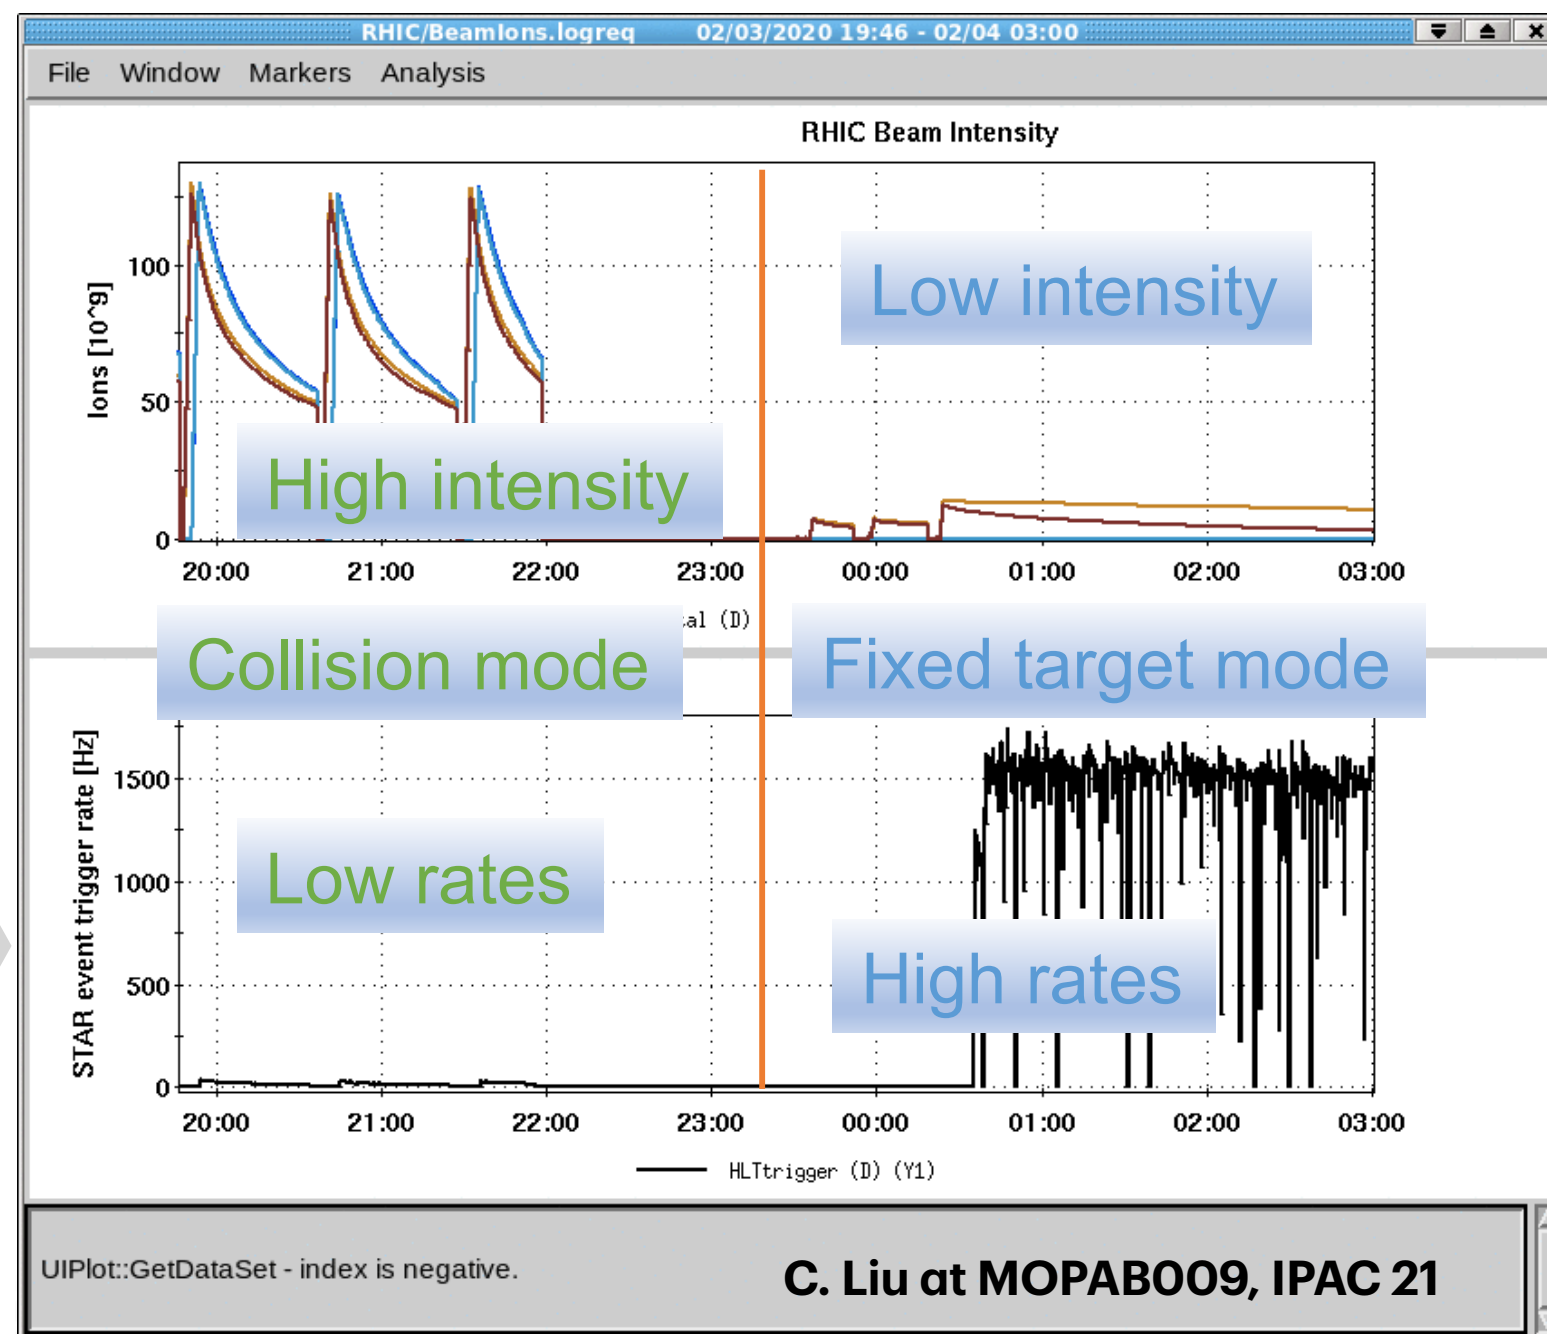 RHIC/BeamIons.logreq 02/03/2020 19:46 - 02/04 03:00
File Window Markers Analysis
RHIC Beam Intensity
Ions [10^9]
100
50
0
Low intensity
High intensity
20:00 21:00 22:00 23:00 00:00 01:00 02:00 03:00
(D)
Collision mode
Fixed target mode
STAR event trigger rate [Hz]
1500
1000
500
0
Low rates
High rates
20:00 21:00 22:00 23:00 00:00 01:00 02:00 03:00
HLTtrigger (D) (Y1)
UIPlot::GetDataSet - index is negative.
C. Liu at MOPAB009, IPAC 21